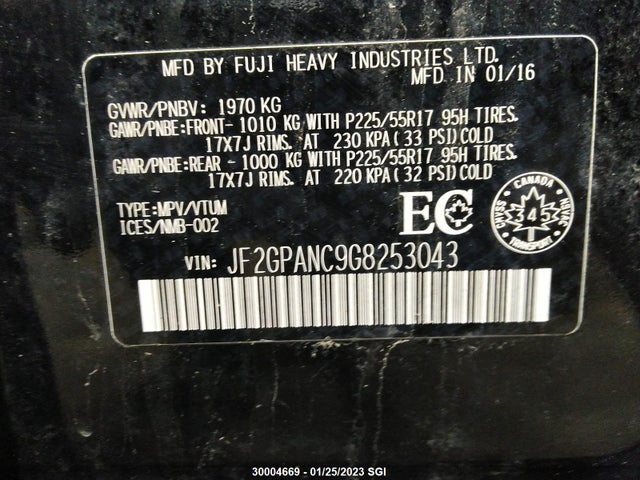 MFD BY FUJI HEAVY INDUSTRIES LTD.
MFD IN 01/16
GVWR/PNBV: 1970 KG
GAWR/PNBE:FRONT- 1010 KG WITH P225/55R17 95H TIRES.
17X7J RIMS. AT 230 KPA(33 PSI)COLD
GAWR/PNBE:REAR - 1000 KG WITH P225/55R17 95H TIRES.
17X7J RIMS. AT 220 KPA(32 PSI)COLD
TYPE:MPV/VTUM
ICES/NMB-002
EC
CANADA
CMVSS
345
NSVAC
TRANSPORT
VIN: JF2GPANC9G8253043
30004669 - 01/25/2023 SGI